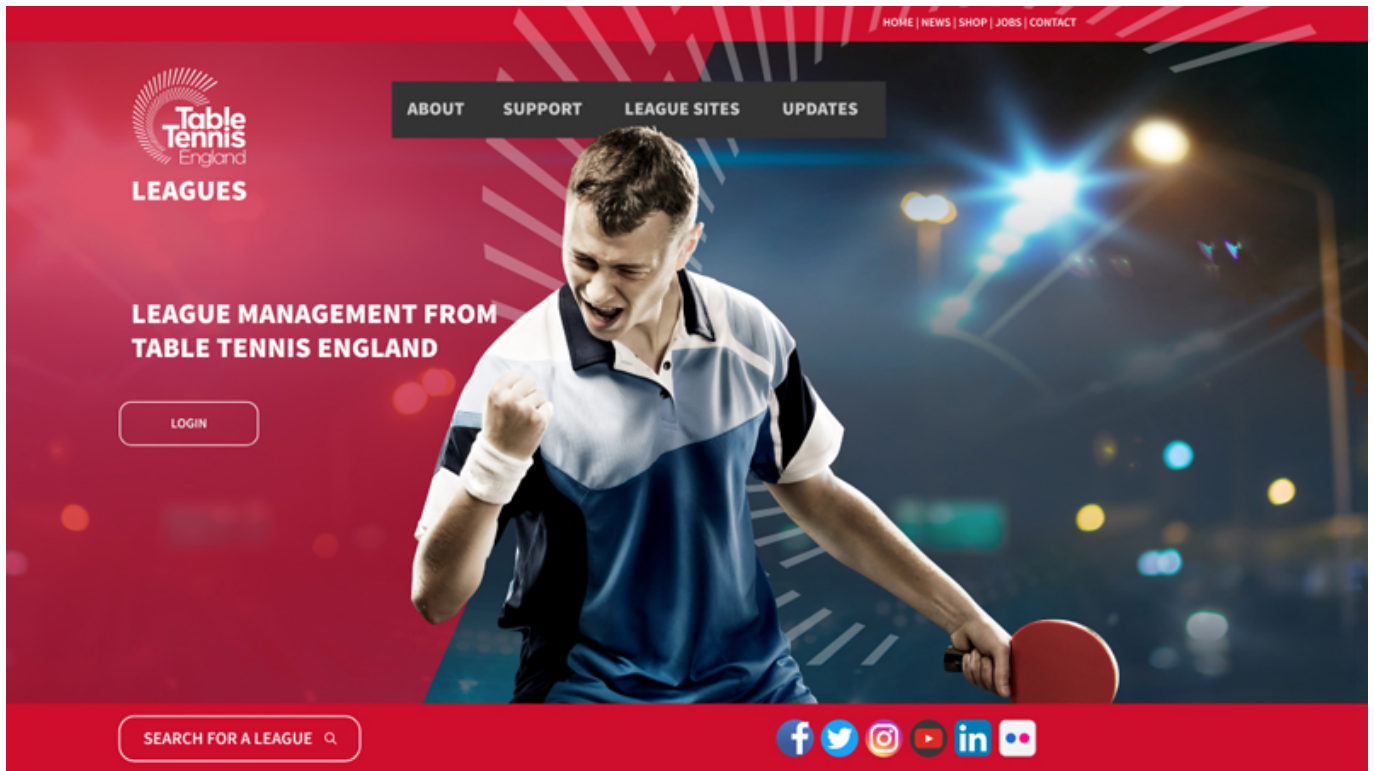 HOME | NEWS | SHOP | JOBS | CONTACT
Table
Tennis
England
LEAGUES
ABOUT SUPPORT LEAGUE SITES UPDATES
LEAGUE MANAGEMENT FROM
TABLE TENNIS ENGLAND
LOGIN
SEARCH FOR A LEAGUE
f
in